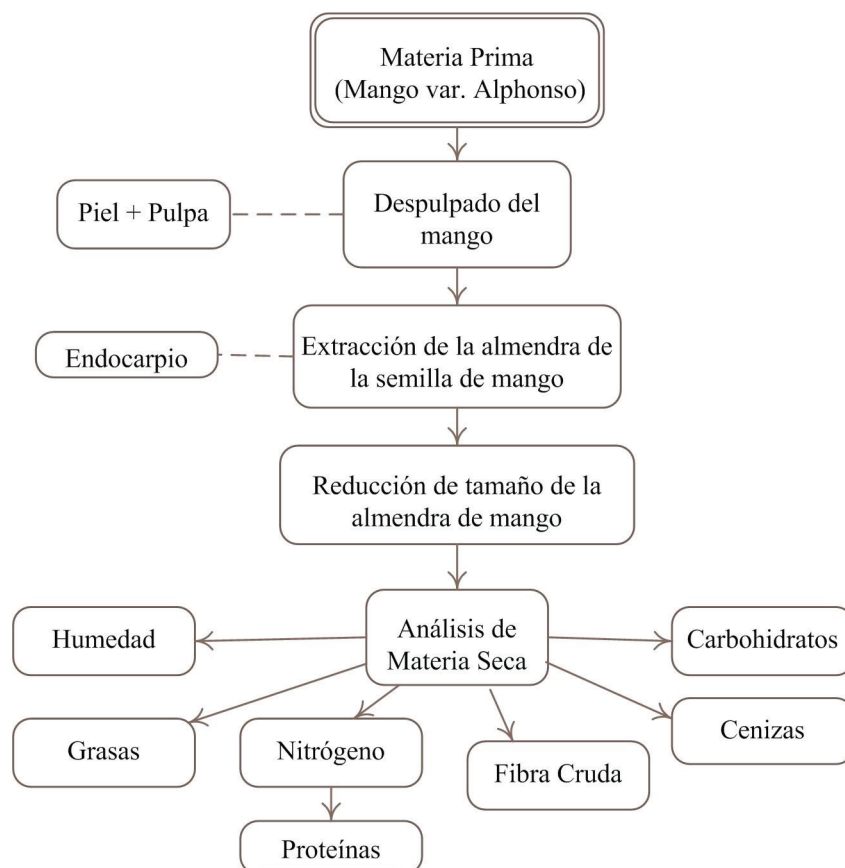 Materia Prima
(Mango var. Alphonso)
Piel + Pulpa
Despulpado del
mango
Endocarpio
Extracción de la almendra de
la semilla de mango
Reducción de tamaño de la
almendra de mango
Humedad
Análisis de
Materia Seca
Carbohidratos
Grasas
Nitrógeno
Fibra Cruda
Cenizas
Proteínas